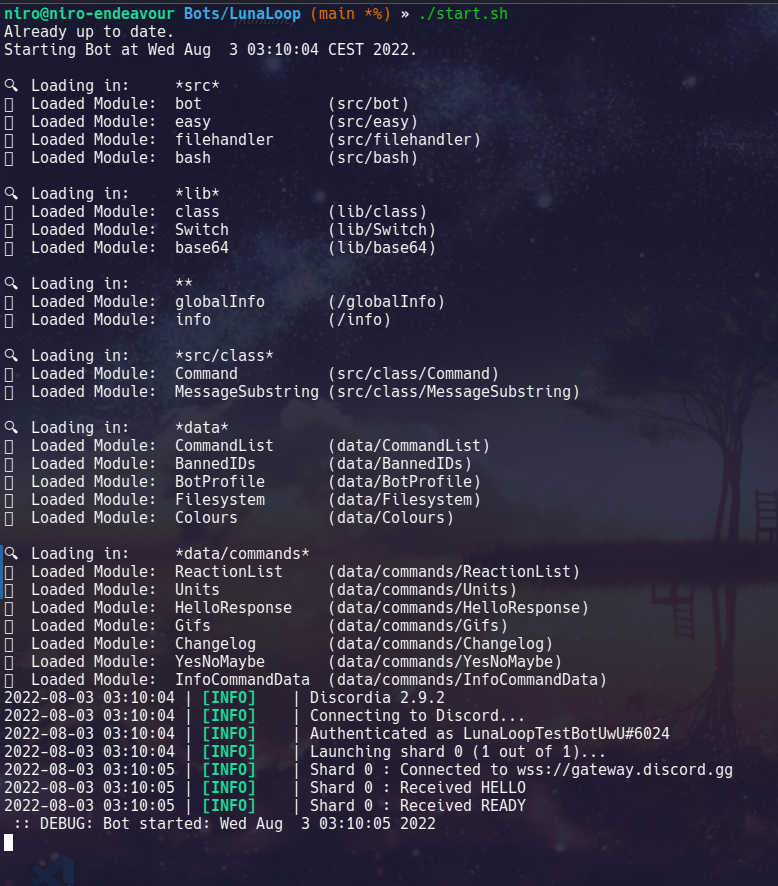 niro@niro-endeavour Bots/LunaLoop (main *%) » ./start.sh
Already up to date.
Starting Bot at Wed Aug  3 03:10:04 CEST 2022.
🔍 Loading in:     *src*
▯  Loaded Module:  bot              (src/bot)
▯  Loaded Module:  easy             (src/easy)
▯  Loaded Module:  filehandler      (src/filehandler)
▯  Loaded Module:  bash             (src/bash)
🔍 Loading in:     *lib*
▯  Loaded Module:  class            (lib/class)
▯  Loaded Module:  Switch           (lib/Switch)
▯  Loaded Module:  base64           (lib/base64)
🔍 Loading in:     **
▯  Loaded Module:  globalInfo       (/globalInfo)
▯  Loaded Module:  info             (/info)
🔍 Loading in:     *src/class*
▯  Loaded Module:  Command          (src/class/Command)
▯  Loaded Module:  MessageSubstring (src/class/MessageSubstring)
🔍 Loading in:     *data*
▯  Loaded Module:  CommandList      (data/CommandList)
▯  Loaded Module:  BannedIDs        (data/BannedIDs)
▯  Loaded Module:  BotProfile       (data/BotProfile)
▯  Loaded Module:  Filesystem       (data/Filesystem)
▯  Loaded Module:  Colours          (data/Colours)
🔍 Loading in:     *data/commands*
▯  Loaded Module:  ReactionList     (data/commands/ReactionList)
▯  Loaded Module:  Units            (data/commands/Units)
▯  Loaded Module:  HelloResponse    (data/commands/HelloResponse)
▯  Loaded Module:  Gifs             (data/commands/Gifs)
▯  Loaded Module:  Changelog        (data/commands/Changelog)
▯  Loaded Module:  YesNoMaybe       (data/commands/YesNoMaybe)
▯  Loaded Module:  InfoCommandData  (data/commands/InfoCommandData)
2022-08-03 03:10:04 | [INFO]    | Discordia 2.9.2
2022-08-03 03:10:04 | [INFO]    | Connecting to Discord...
2022-08-03 03:10:04 | [INFO]    | Authenticated as LunaLoopTestBotUwU#6024
2022-08-03 03:10:04 | [INFO]    | Launching shard 0 (1 out of 1)...
2022-08-03 03:10:05 | [INFO]    | Shard 0 : Connected to wss://gateway.discord.gg
2022-08-03 03:10:05 | [INFO]    | Shard 0 : Received HELLO
2022-08-03 03:10:05 | [INFO]    | Shard 0 : Received READY
 :: DEBUG: Bot started: Wed Aug  3 03:10:05 2022